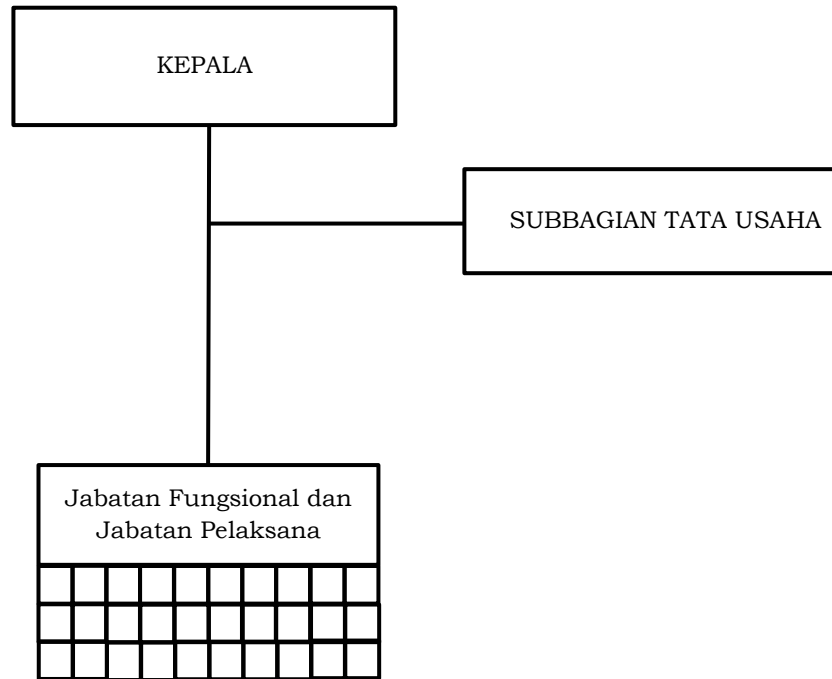 KEPALA
SUBBAGIAN TATA USAHA
Jabatan Fungsional dan
Jabatan Pelaksana